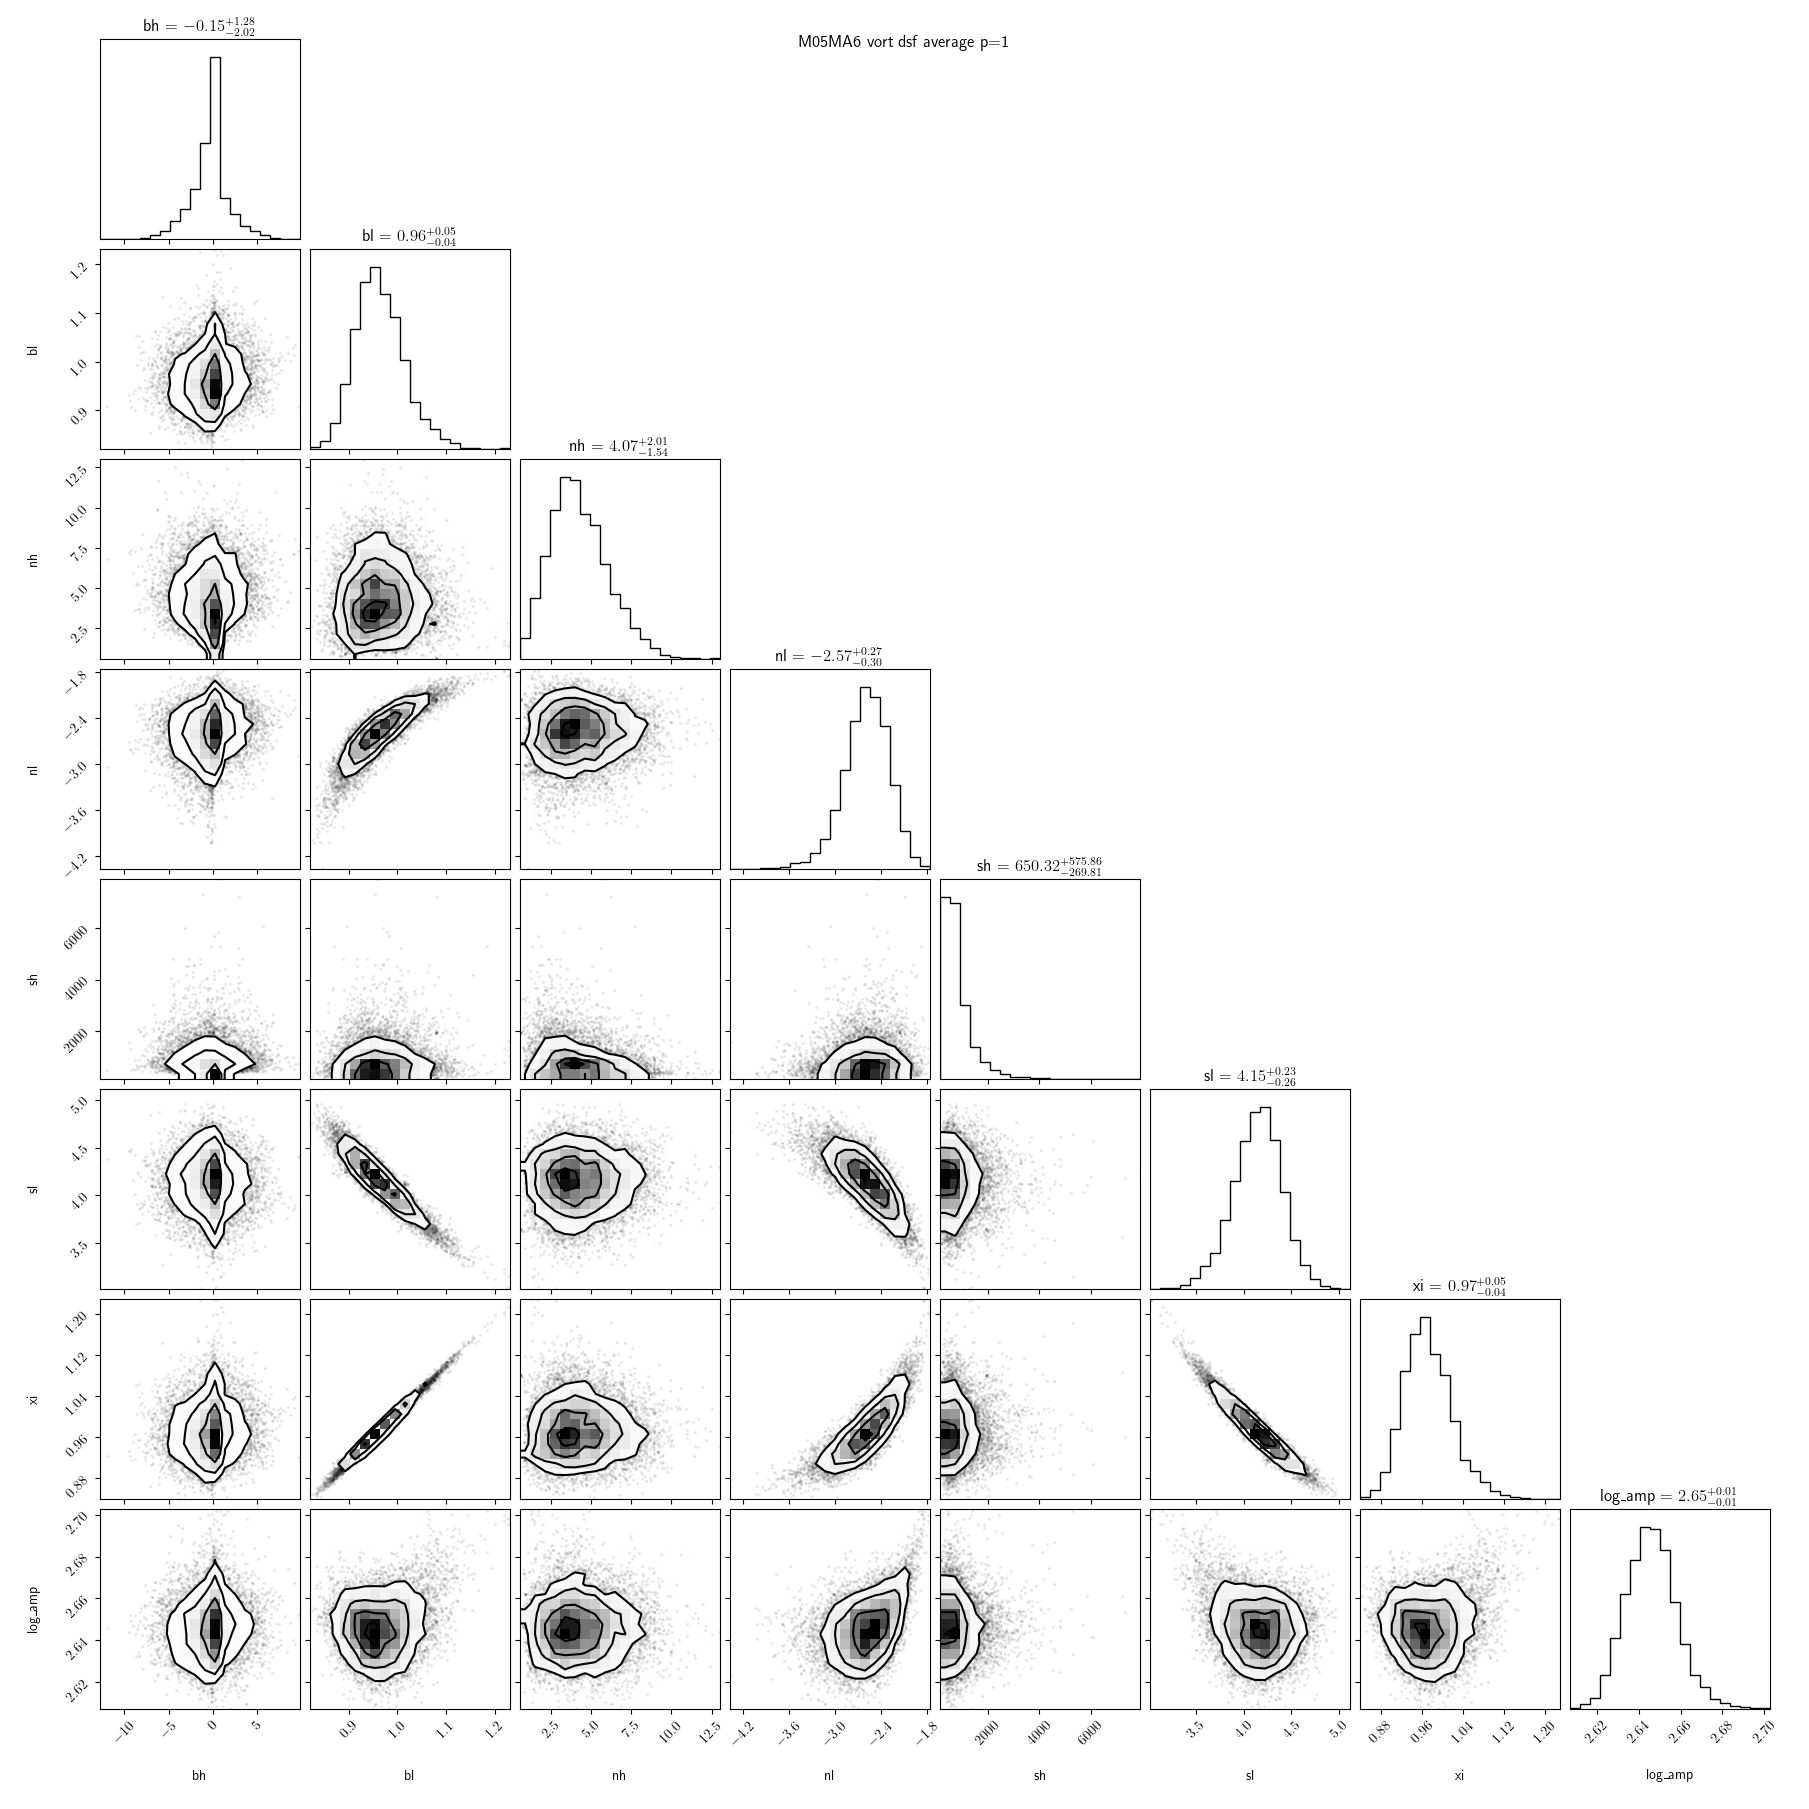 bh = −0.15+1.28 −2.02
M05MA6 vort dsf average p=1
bl = 0.96+0.05 −0.04
1.2
1.1
1.0
0.9
bl
nh = 4.07+2.01 −1.54
12.5
10.0
7.5
5.0
2.5
nh
nl = −2.57+0.27 −0.30
−1.8
−2.4
−3.0
−3.6
−4.2
nl
sh = 650.32+575.86 −269.81
6000
4000
2000
sh
sl = 4.15+0.23 −0.26
5.0
4.5
4.0
3.5
sl
xi = 0.97+0.05 −0.04
1.20
1.12
1.04
0.96
0.88
xi
log_amp = 2.65+0.01 −0.01
2.70
2.68
2.66
2.64
2.62
log_amp
−10 −5 0 5 0.9 1.0 1.1 1.2 2.5 5.0 7.5 10.0 12.5 −4.2 −3.6 −3.0 −2.4 −1.8 2000 4000 6000 3.5 4.0 4.5 5.0 0.88 0.96 1.04 1.12 1.20 2.62 2.64 2.66 2.68 2.70
bh bl nh nl sh sl xi log_amp